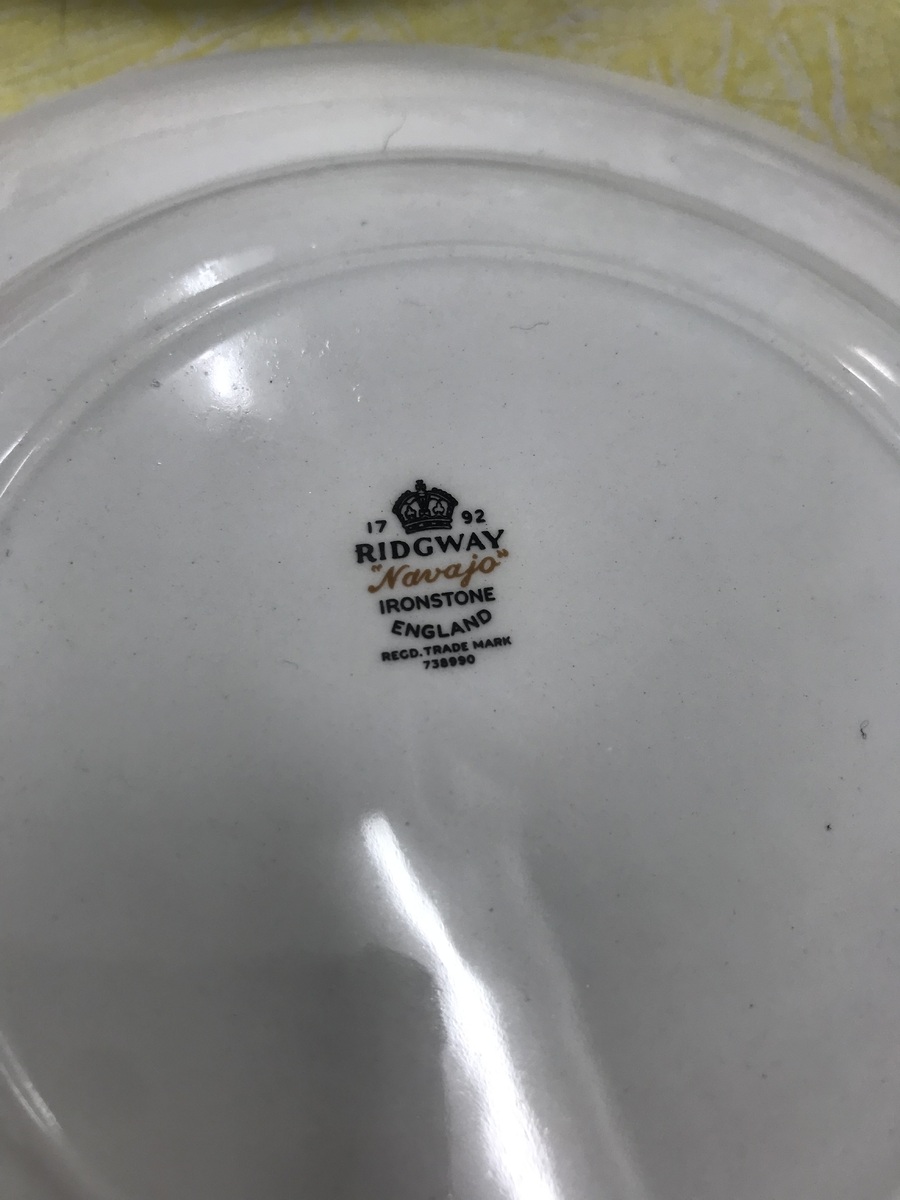 17 92
RIDGWAY
"Navajo"
IRONSTONE
ENGLAND
REGD. TRADE MARK
738990